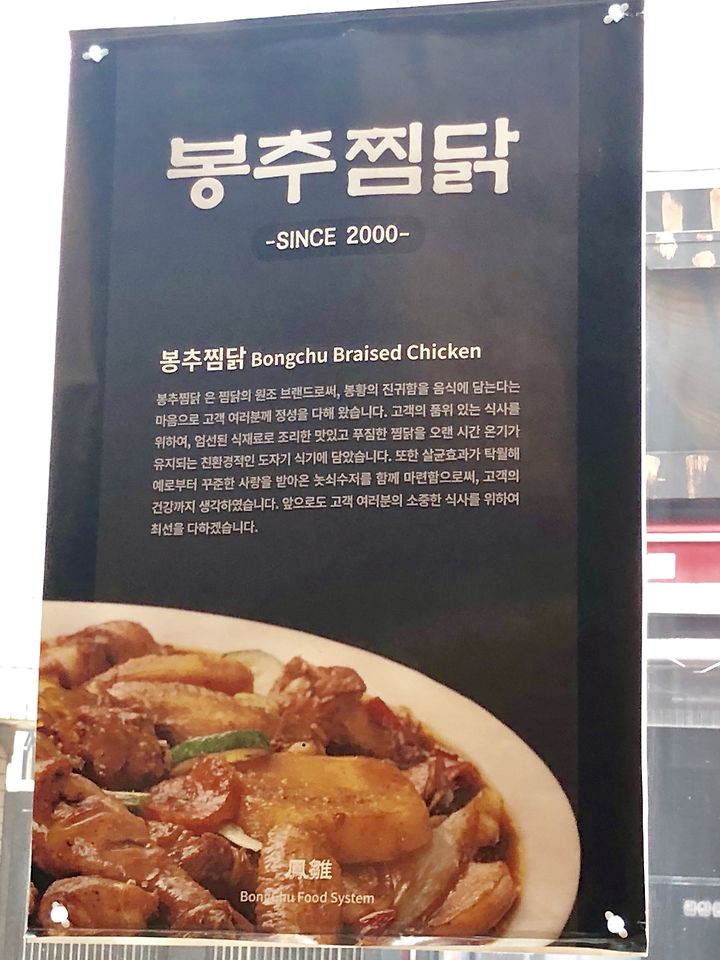 봉추찜닭
-SINCE 2000-
봉추찜닭 Bongchu Braised Chicken
봉추찜닭 은 찜닭의 원조 브랜드로써, 봉황의 진귀함을 음식에 담는다는
마음으로 고객 여러분께 정성을 다해 왔습니다. 고객의 품위 있는 식사를
위하여, 엄선된 식재료로 조리한 맛있고 푸짐한 찜닭을 오랜 시간 온기가
유지되는 친환경적인 도자기 식기에 담았습니다. 또한 살균효과가 탁월해
예로부터 꾸준한 사랑을 받아온 놋쇠수저를 함께 마련함으로써, 고객의
건강까지 생각하였습니다. 앞으로도 고객 여러분의 소중한 식사를 위하여
최선을 다하겠습니다.
鳳雛
BongChu Food System